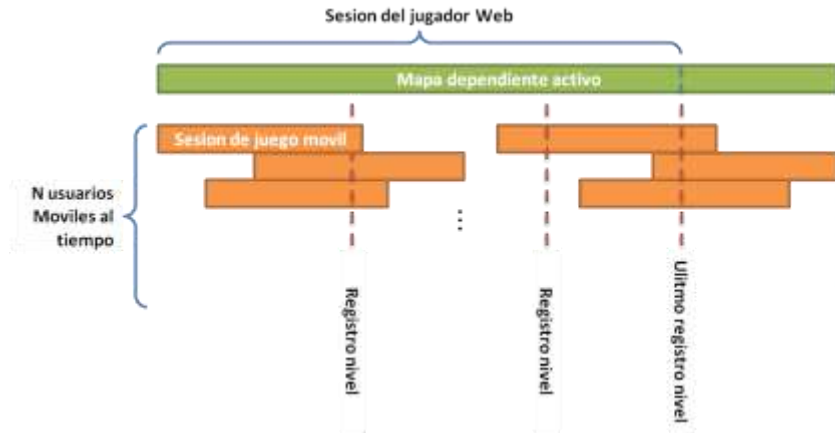 Sesion del jugador Web
Mapa dependiente activo
Sesion de juego movil
N usuarios
Moviles al
tiempo
⋮
Registro nivel
Registro nivel
Ulitmo registro nivel